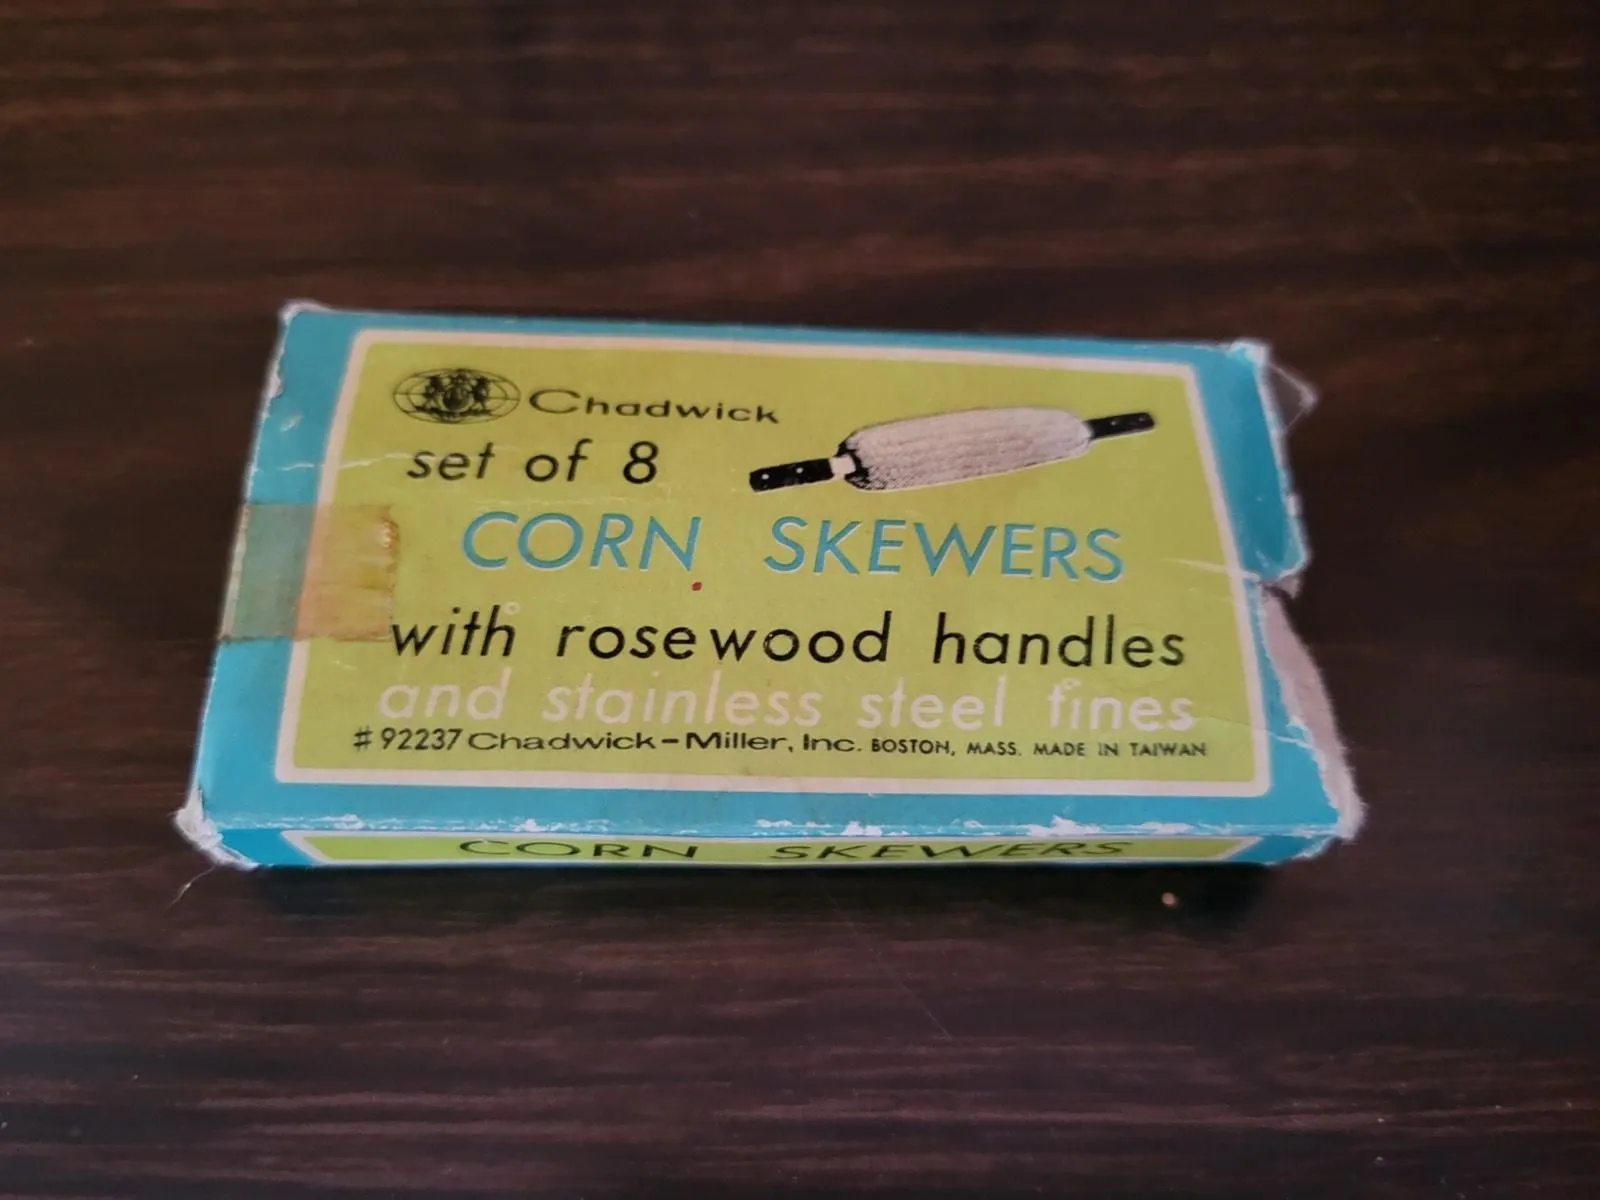 Chadwick
set of 8
CORN SKEWERS
with rosewood handles
and stainless steel tines
#92237 Chadwick-Miller, Inc. BOSTON, MASS. MADE IN TAIWAN
CORN SKEWERS